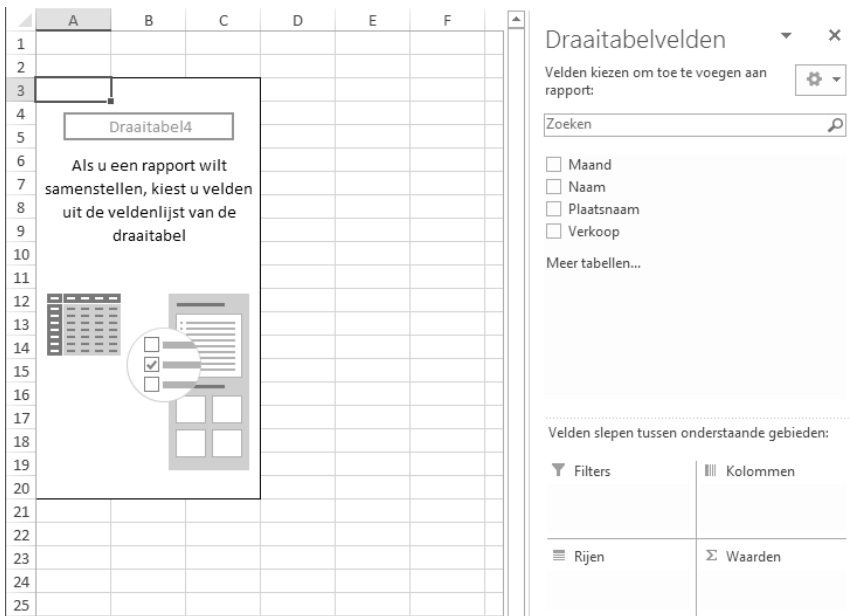 A B C D E F
1
2
3
4
5
6
7
8
9
10
11
12
13
14
15
16
17
18
19
20
21
22
23
24
25
Draaitabel4
Als u een rapport wilt
samenstellen, kiest u velden
uit de veldenlijst van de
draaitabel
Draaitabelvelden
Velden kiezen om toe te voegen aan
rapport:
Zoeken
Maand
Naam
Plaatsnaam
Verkoop
Meer tabellen...
Velden slepen tussen onderstaande gebieden:
Filters
Kolommen
Rijen
Σ Waarden